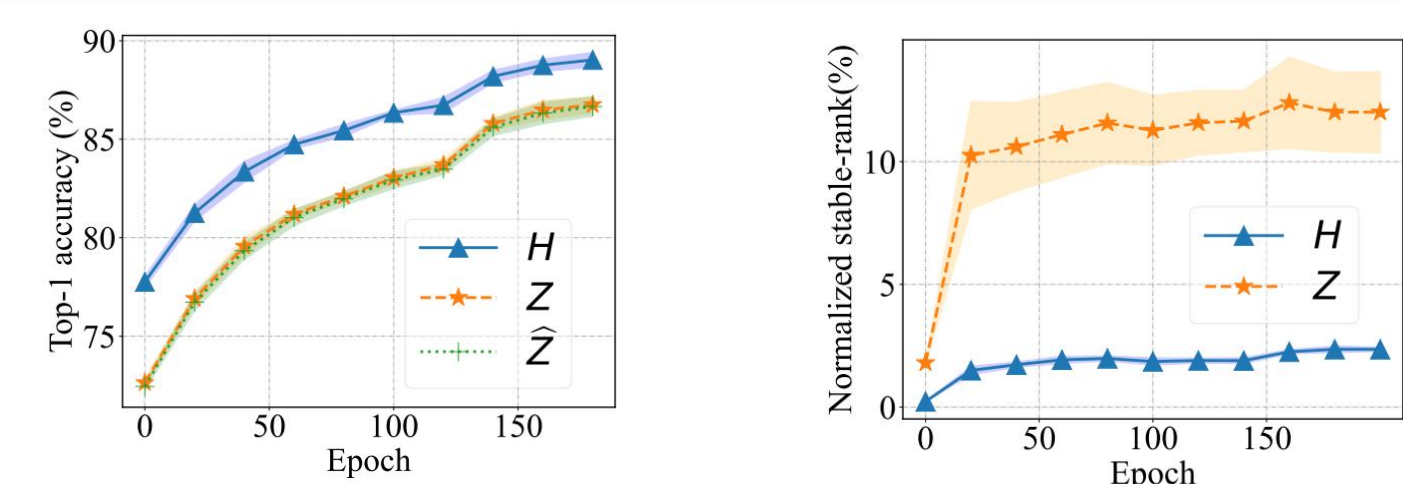 90
85
80
75
Top-1 accuracy (%)
H
Z
Ẑ
0 50 100 150
Epoch
10
5
0
Normalized stable-rank(%)
H
Z
0 50 100 150
Epoch